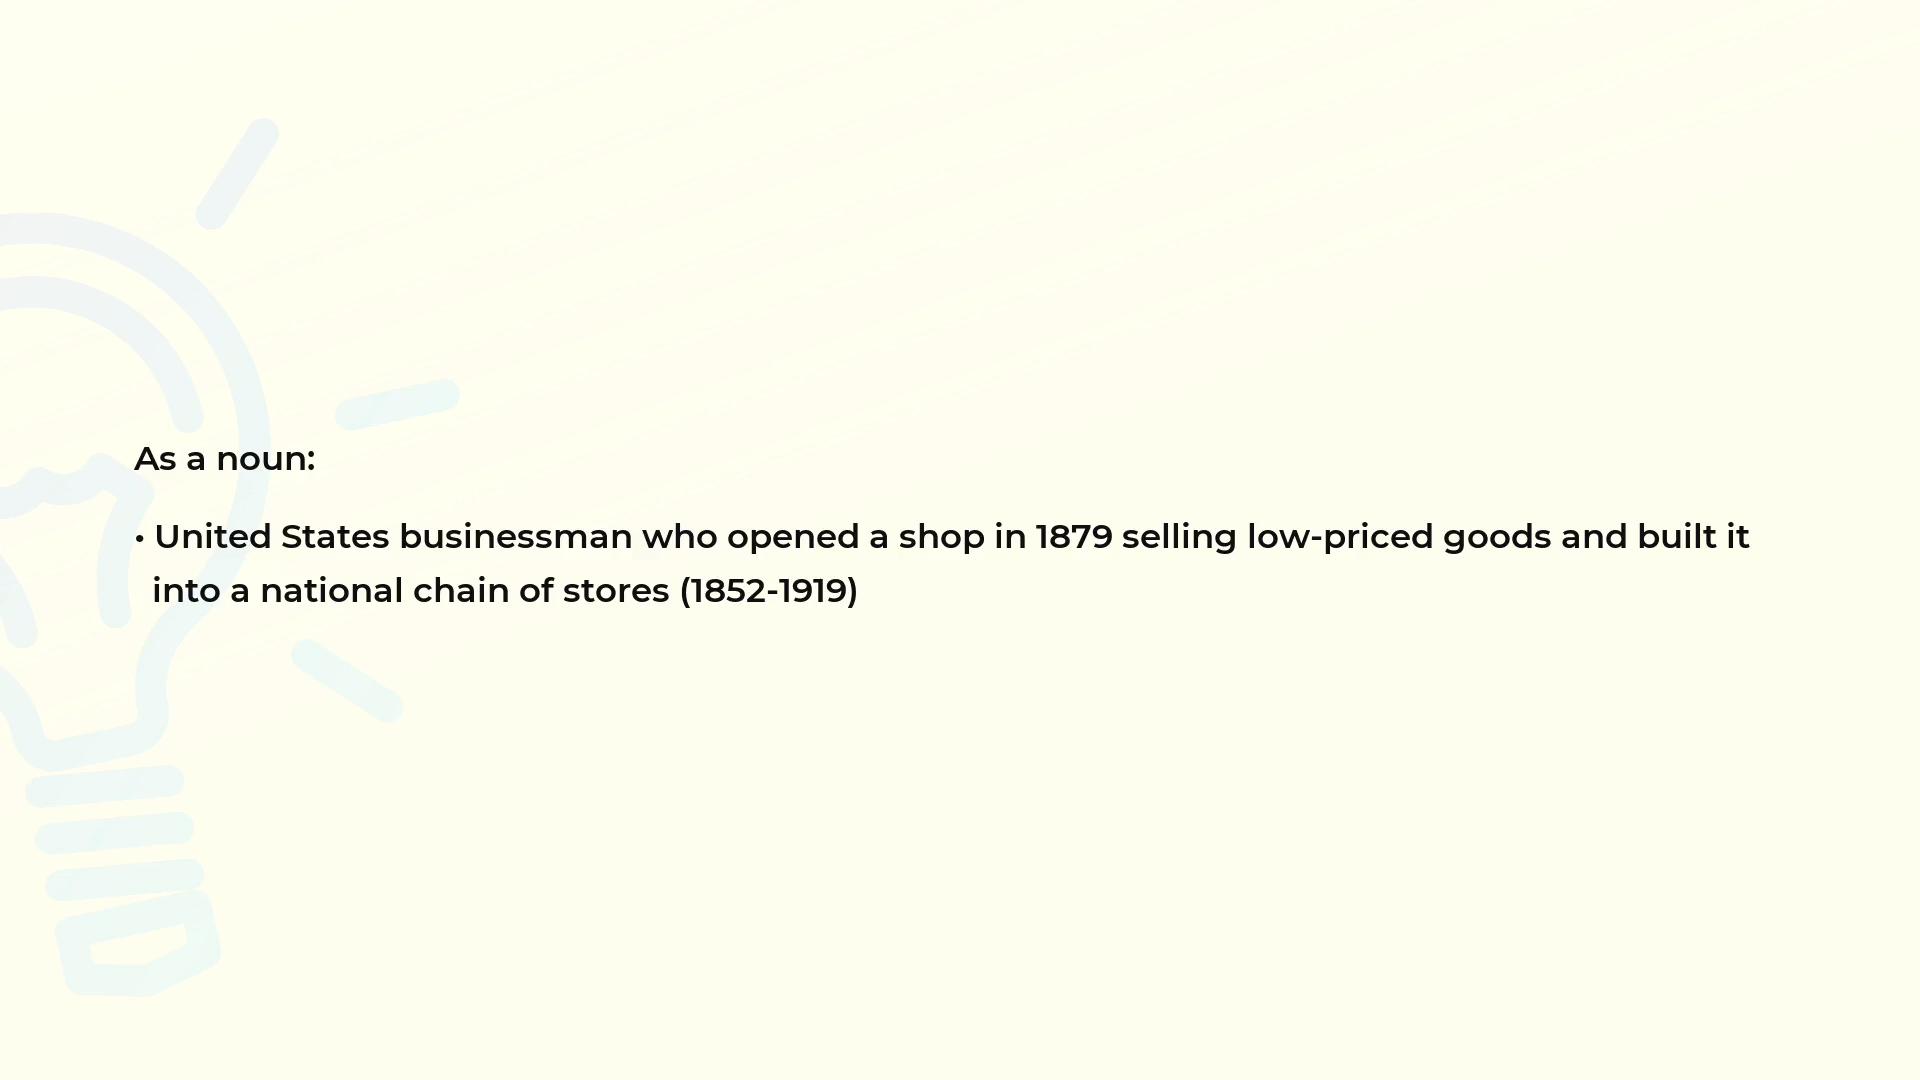 As a noun:
• United States businessman who opened a shop in 1879 selling low-priced goods and built it
into a national chain of stores (1852-1919)